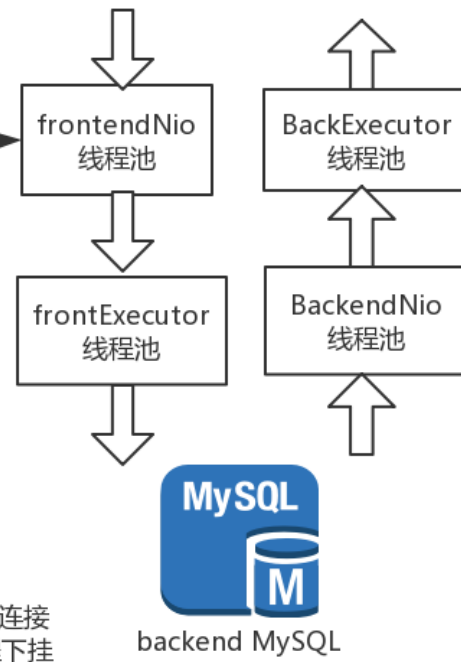 frontendNio
线程池
BackExecutor
线程池
frontExecutor
线程池
BackendNio
线程池
MySQL
M
连接
下挂
backend MySQL